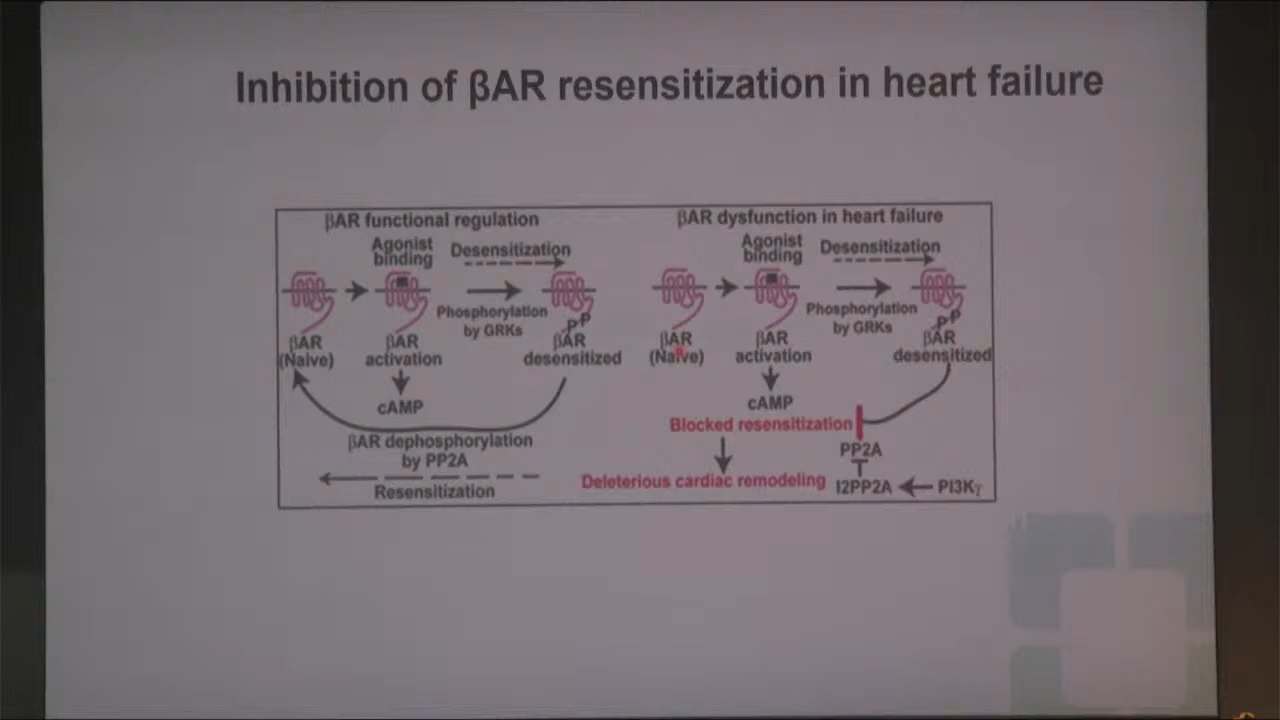 Inhibition of βAR resensitization in heart failure
βAR functional regulation
Agonist
binding
Desensitization
Phosphorylation
by GRKs
P P
βAR
(Naive)
βAR
activation
βAR
desensitized
cAMP
βAR dephosphorylation
by PP2A
Resensitization
βAR dysfunction in heart failure
Agonist
binding
Desensitization
Phosphorylation
by GRKs
P P
βAR
(Naive)
βAR
activation
βAR
desensitized
cAMP
Blocked resensitization
PP2A
Deleterious cardiac remodeling
I2PP2A
PI3Kγ